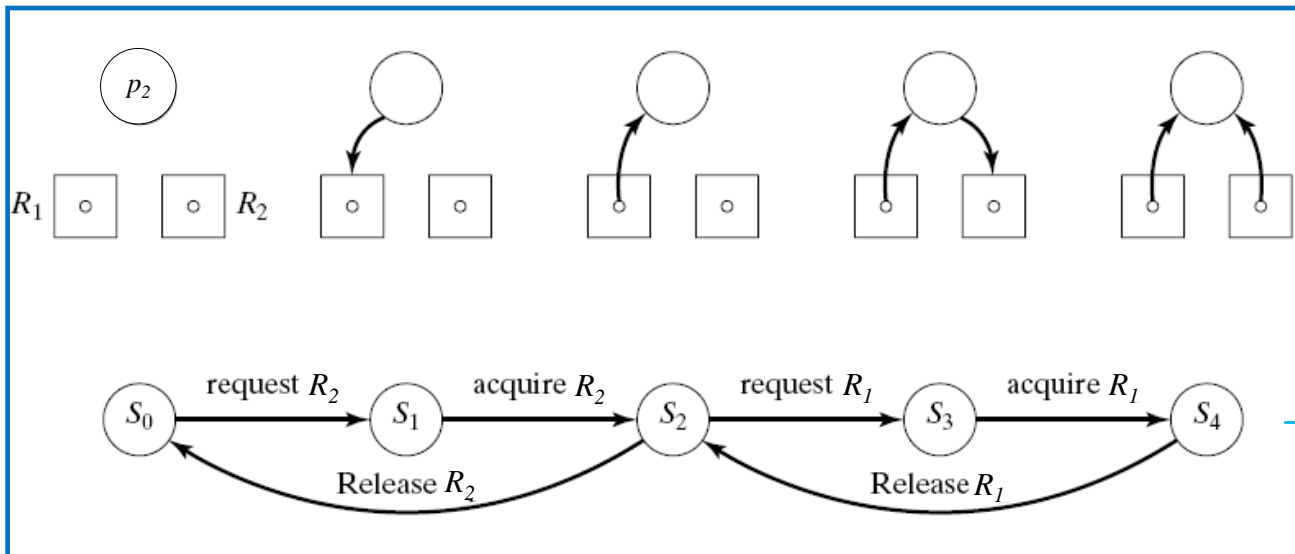 p₂
R₁ R₂
request R₂ acquire R₂ request R₁ acquire R₁
S₀ S₁ S₂ S₃ S₄
Release R₂ Release R₁